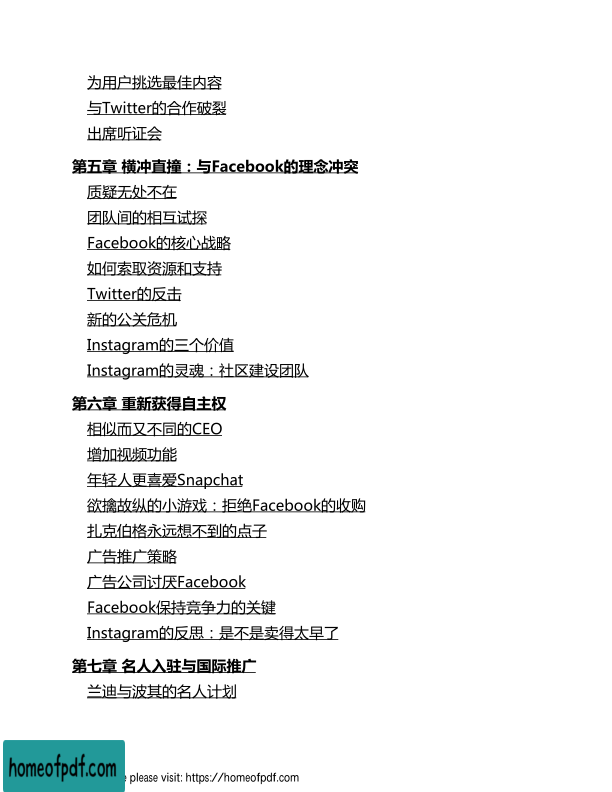 为用户挑选最佳内容
与Twitter的合作破裂
出席听证会
第五章 横冲直撞：与Facebook的理念冲突
质疑无处不在
团队间的相互试探
Facebook的核心战略
如何索取资源和支持
Twitter的反击
新的公关危机
Instagram的三个价值
Instagram的灵魂：社区建设团队
第六章 重新获得自主权
相似而又不同的CEO
增加视频功能
年轻人更喜爱Snapchat
欲擒故纵的小游戏：拒绝Facebook的收购
扎克伯格永远想不到的点子
广告推广策略
广告公司讨厌Facebook
Facebook保持竞争力的关键
Instagram的反思：是不是卖得太早了
第七章 名人入驻与国际推广
兰迪与波其的名人计划
homeofpdf.com
please visit: https://homeofpdf.com